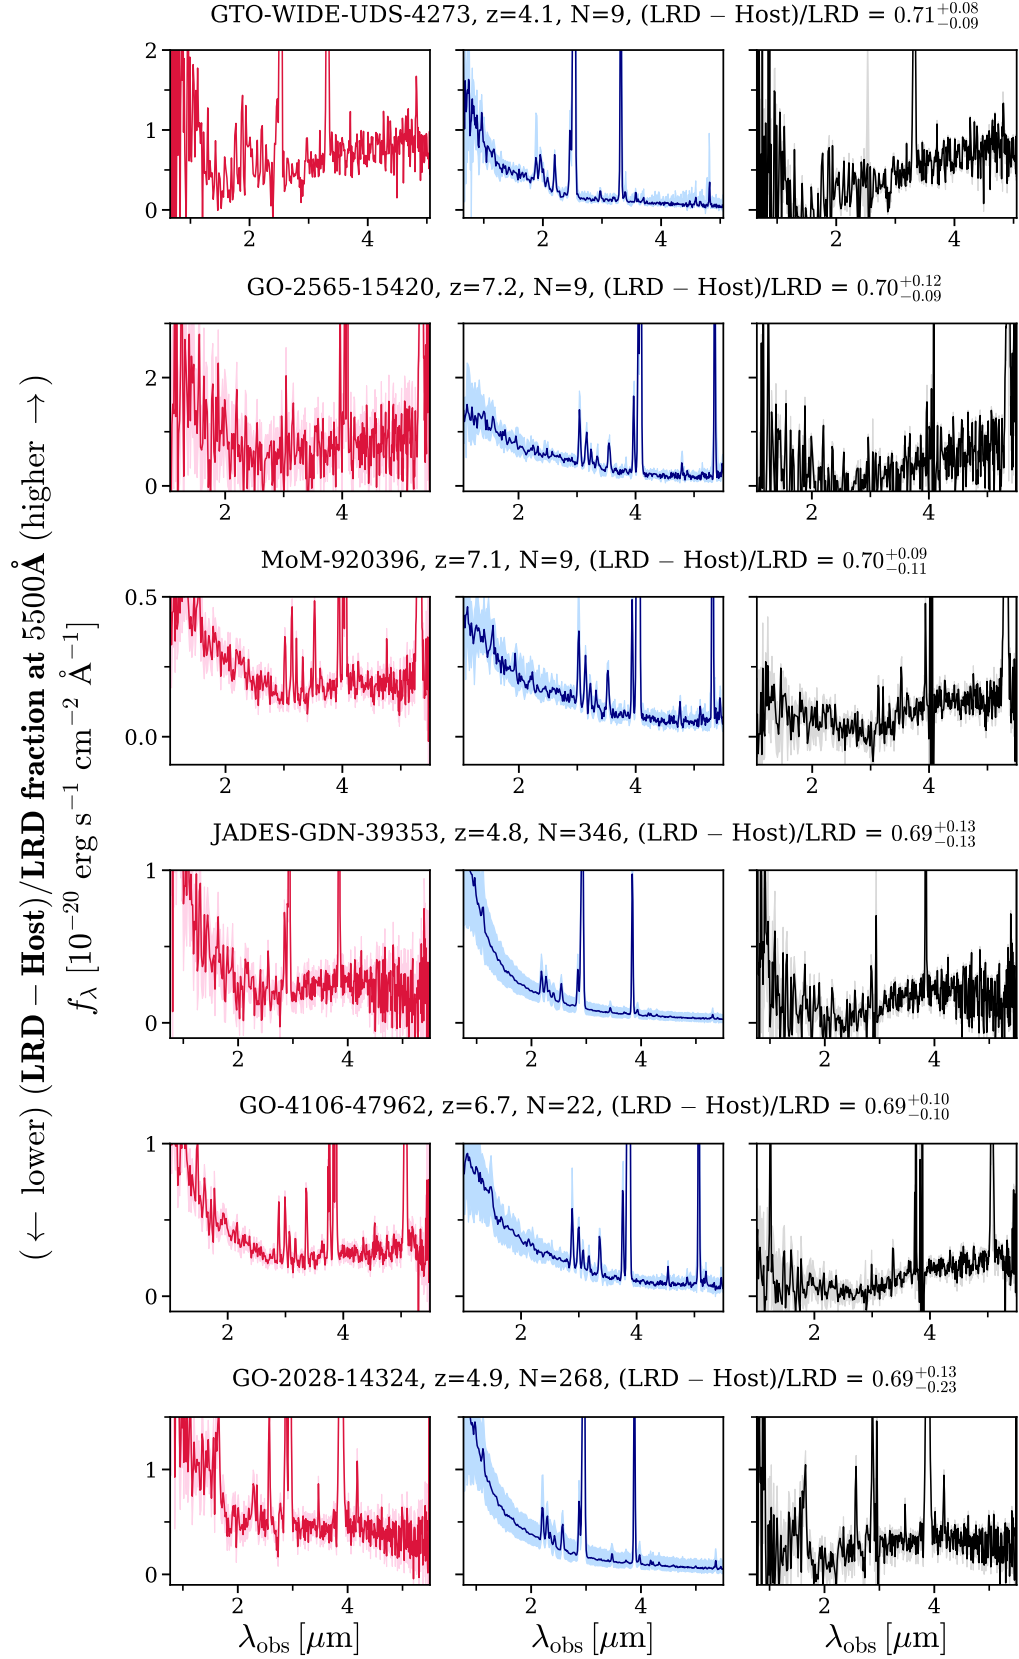 GTO-WIDE-UDS-4273, z=4.1, N=9, (LRD − Host)/LRD = 0.71 +0.08 −0.09
2
1
0
2 4
2 4
2 4
GO-2565-15420, z=7.2, N=9, (LRD − Host)/LRD = 0.70 +0.12 −0.09
2
0
2 4
2 4
2 4
MoM-920396, z=7.1, N=9, (LRD − Host)/LRD = 0.70 +0.09 −0.11
0.5
0.0
2 4
2 4
2 4
JADES-GDN-39353, z=4.8, N=346, (LRD − Host)/LRD = 0.69 +0.13 −0.13
1
0
2 4
2 4
2 4
GO-4106-47962, z=6.7, N=22, (LRD − Host)/LRD = 0.69 +0.10 −0.10
1
0
2 4
2 4
2 4
GO-2028-14324, z=4.9, N=268, (LRD − Host)/LRD = 0.69 +0.13 −0.23
1
0
2 4
2 4
2 4
λobs [μm]
λobs [μm]
λobs [μm]
(← lower) (LRD − Host)/LRD fraction at 5500Å (higher →)
fλ [10−20 erg s−1 cm−2 Å−1]